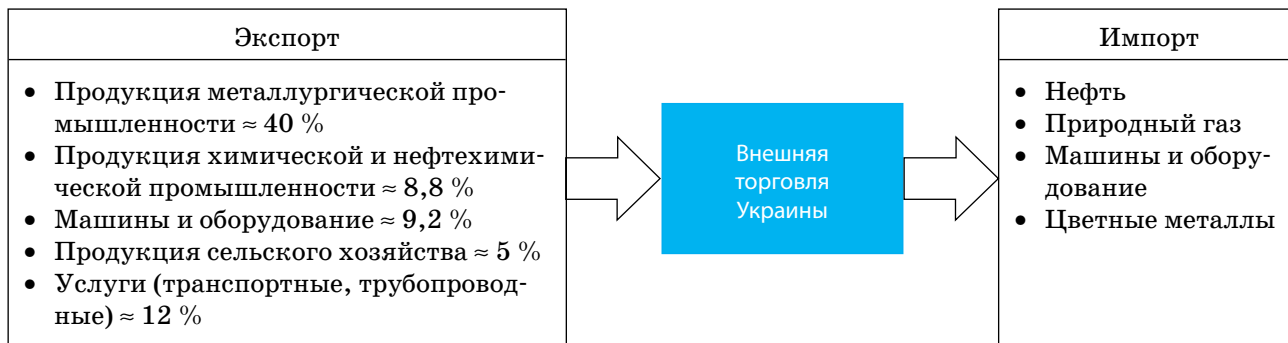 Экспорт
• Продукция металлургической про-
мышленности ≈ 40 %
• Продукция химической и нефтехими-
ческой промышленности ≈ 8,8 %
• Машины и оборудование ≈ 9,2 %
• Продукция сельского хозяйства ≈ 5 %
• Услуги (транспортные, трубопровод-
ные) ≈ 12 %
Внешняя
торговля
Украины
Импорт
• Нефть
• Природный газ
• Машины и обору-
дование
• Цветные металлы